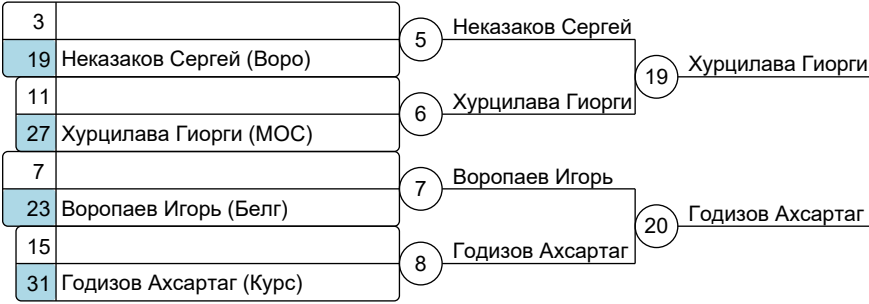 3
19 Неказаков Сергей (Воро)
11
27 Хурцилава Гиорги (МОС)
7
23 Воропаев Игорь (Белг)
15
31 Годизов Ахсартаг (Курс)
5 Неказаков Сергей
6 Хурцилава Гиорги
7 Воропаев Игорь
8 Годизов Ахсартаг
19 Хурцилава Гиорги
20 Годизов Ахсартаг